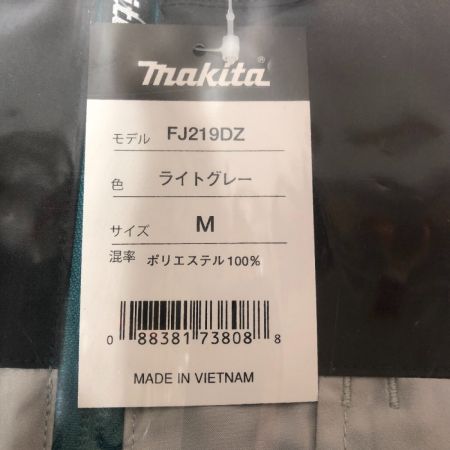 makita®
モデル FJ219DZ
色 ライトグレー
サイズ M
混率 ポリエステル100%
0 88381 73808 8
MADE IN VIETNAM